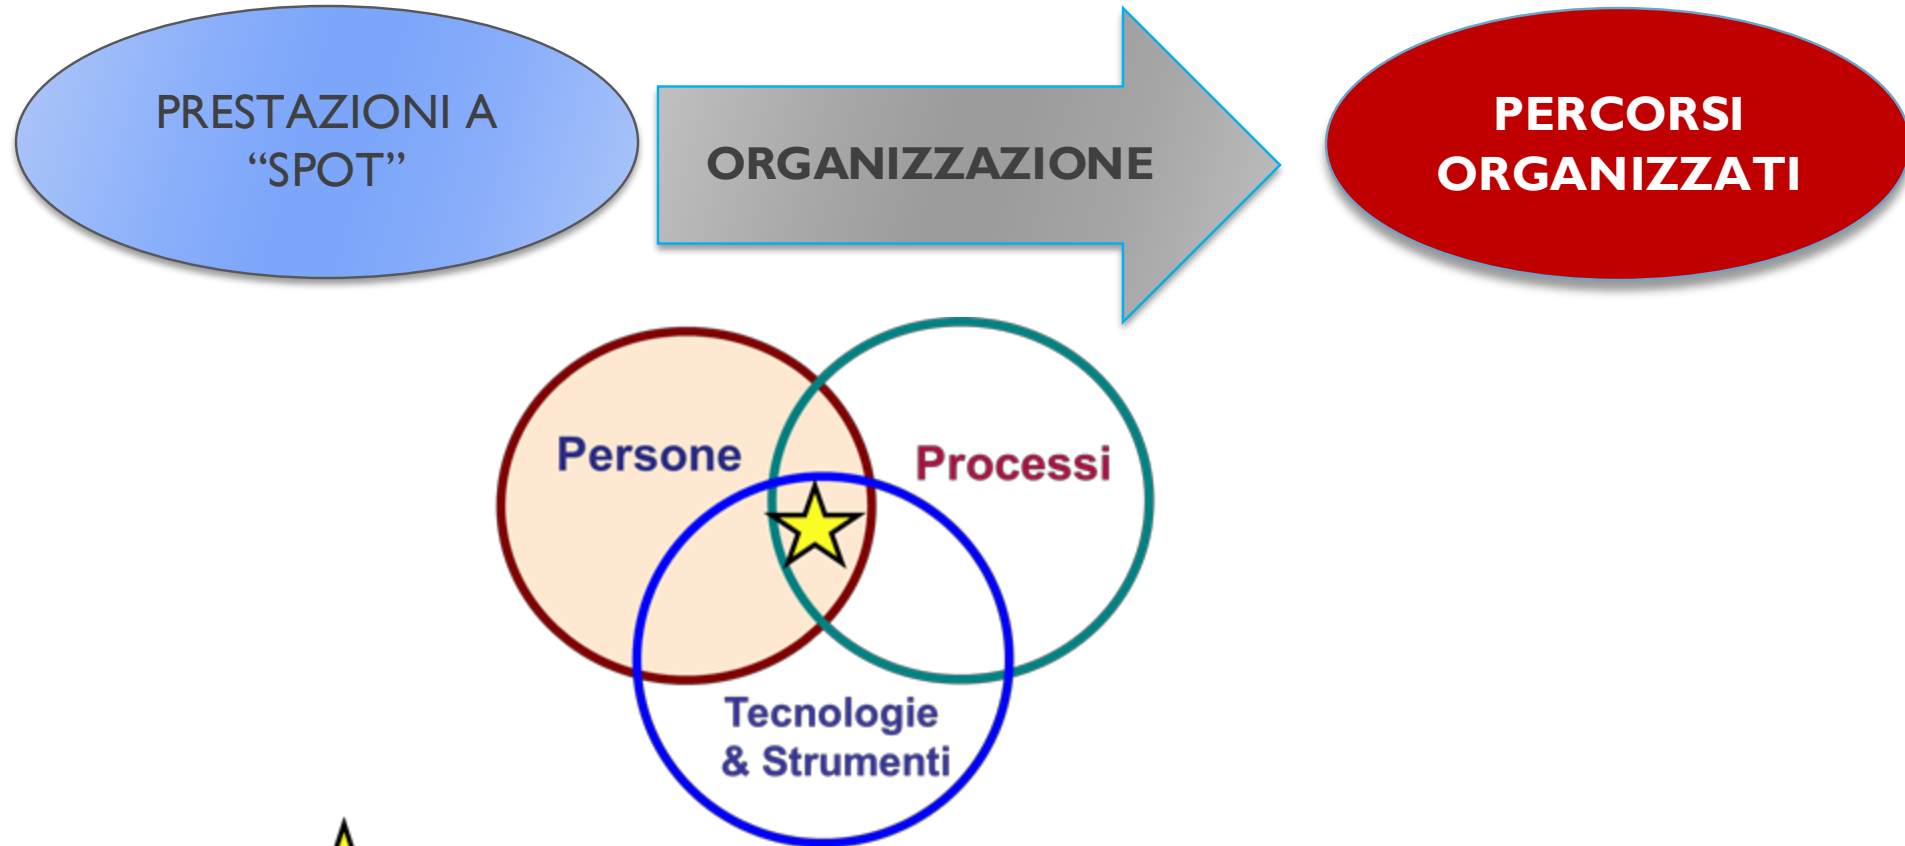 PRESTAZIONI A
“SPOT”
ORGANIZZAZIONE
PERCORSI
ORGANIZZATI
Persone
Processi
Tecnologie
& Strumenti